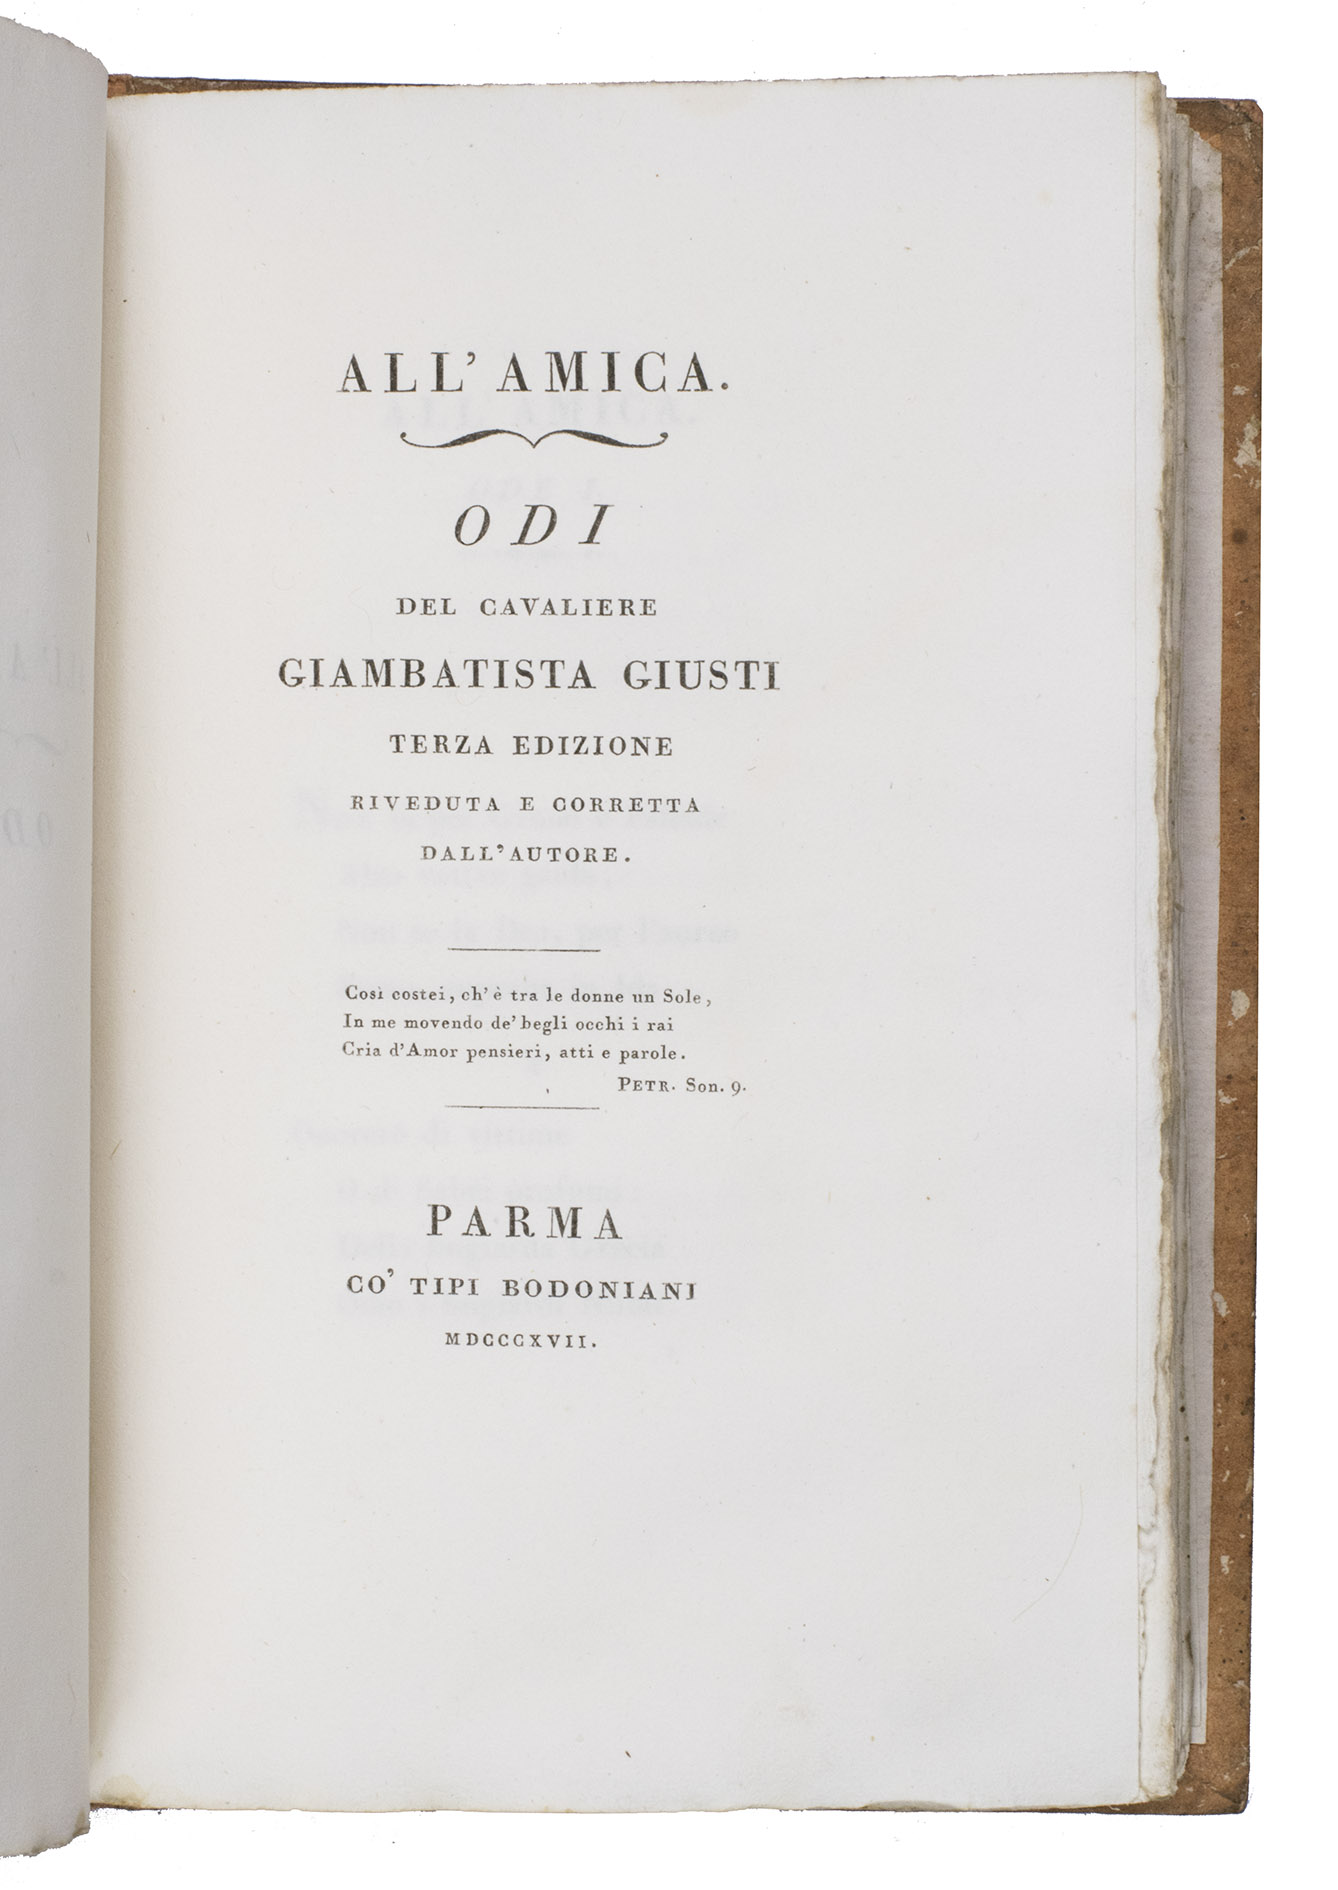 ALL' AMICA.
ODI
DEL CAVALIERE
GIAMBATISTA GIUSTI
TERZA EDIZIONE
RIVEDUTA E CORRETTA
DALL'AUTORE.
Così costei, ch' è tra le donne un Sole,
In me movendo de' begli occhi i rai
Cria d'Amor pensieri, atti e parole.
PETR. Son. 9.
PARMA
CO' TIPI BODONIANI
MDCCCXVII.